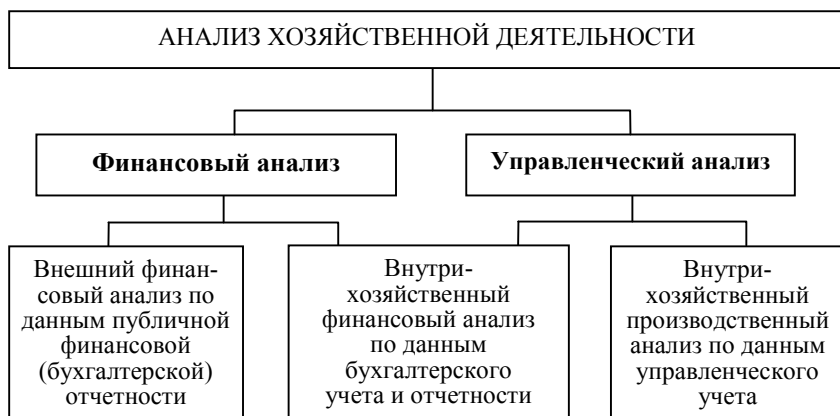 АНАЛИЗ ХОЗЯЙСТВЕННОЙ ДЕЯТЕЛЬНОСТИ
Финансовый анализ
Управленческий анализ
Внешний финан-
совый анализ по
данным публичной
финансовой
(бухгалтерской)
отчетности
Внутри-
хозяйственный
финансовый анализ
по данным
бухгалтерского
учета и отчетности
Внутри-
хозяйственный
производственный
анализ по данным
управленческого
учета